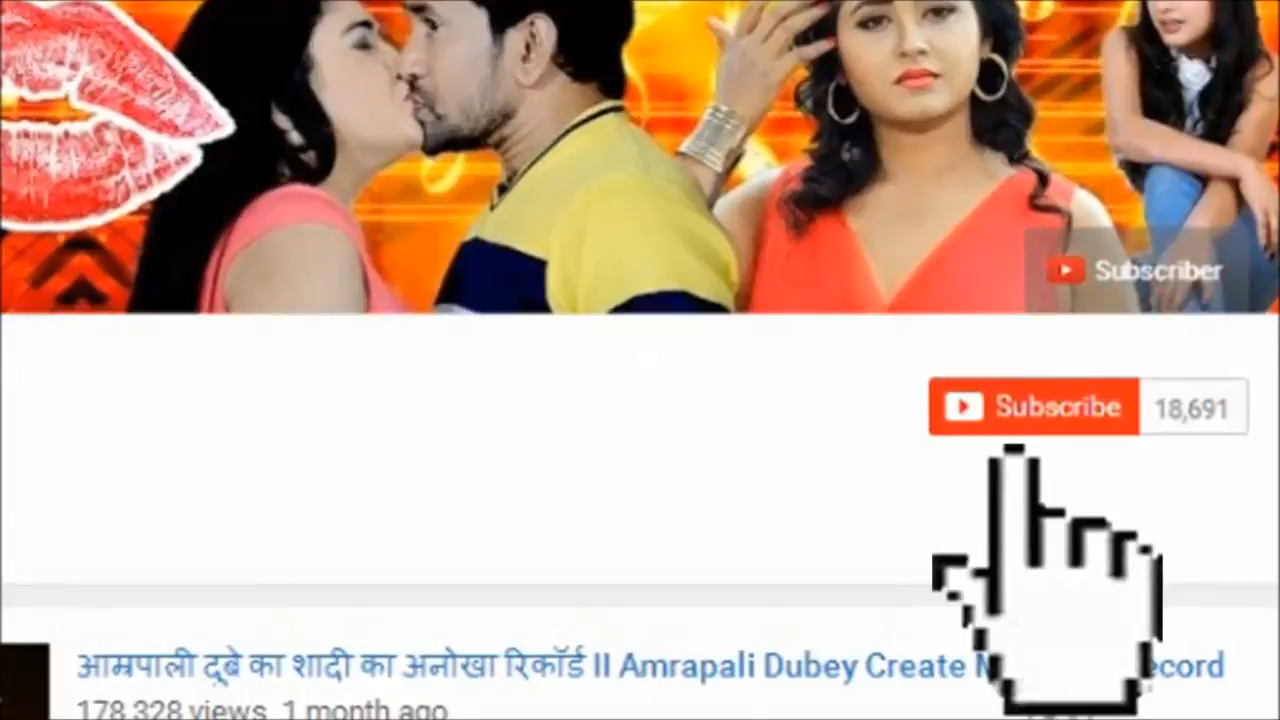 Subscriber
Subscribe 18,691
आम्रपाली दूबे का शादी का अनोखा रिकॉर्ड II Amrapali Dubey Create
178,328 views 1 month ago